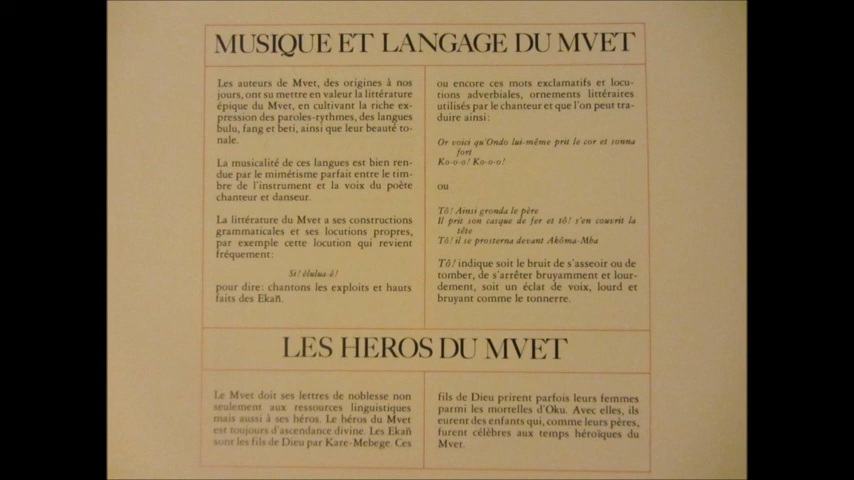 MUSIQUE ET LANGAGE DU MVET
Les auteurs de Mvet, des origines à nos
jours, ont su mettre en valeur la littérature
épique du Mvet, en cultivant la riche ex-
pression des paroles-rythmes, des langues
bulu, fang et beti, ainsi que leur beauté to-
nale.
La musicalité de ces langues est bien ren-
due par le mimétisme parfait entre le tim-
bre de l'instrument et la voix du poète
chanteur et danseur.
La littérature du Mvet a ses constructions
grammaticales et ses locutions propres,
par exemple cette locution qui revient
fréquement:
Si! èlulua-è!
pour dire: chantons les exploits et hauts
faits des Ekañ.
ou encore ces mots exclamatifs et locu-
tions adverbiales, ornements littéraires
utilisés par le chanteur et que l'on peut tra-
duire ainsi:
Or voici qu'Ondo lui-même prit le cor et sonna
fort
Ko-o-o! Ko-o-o!
ou
Tô! Ainsi gronda le père
Il prit son casque de fer et tô! s'en couvrit la
tête
Tô! il se prosterna devant Akôma-Mba
Tô! indique soit le bruit de s'asseoir ou de
tomber, de s'arrêter bruyamment et lour-
dement, soit un éclat de voix, lourd et
bruyant comme le tonnerre.
LES HEROS DU MVET
Le Mvet doit ses lettres de noblesse non
seulement aux ressources linguistiques
mais aussi à ses héros. Le héros du Mvet
est toujours d'ascendance divine. Les Ekañ
sont les fils de Dieu par Kare-Mebege. Ces
fils de Dieu prirent parfois leurs femmes
parmi les mortelles d'Oku. Avec elles, ils
eurent des enfants qui, comme leurs pères,
furent célèbres aux temps héroïques du
Mvet.